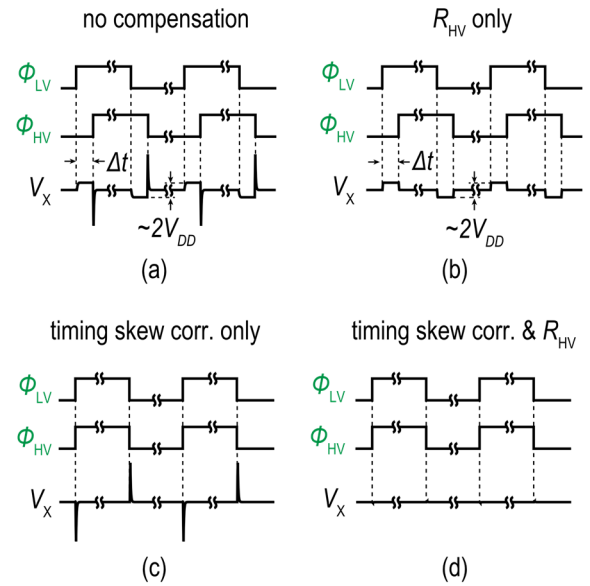 no compensation
R_HV only
Φ_LV
Φ_LV
Φ_HV
Φ_HV
Δt
Δt
V_X
V_X
~2V_DD
~2V_DD
(a)
(b)
timing skew corr. only
timing skew corr. & R_HV
Φ_LV
Φ_LV
Φ_HV
Φ_HV
V_X
V_X
(c)
(d)